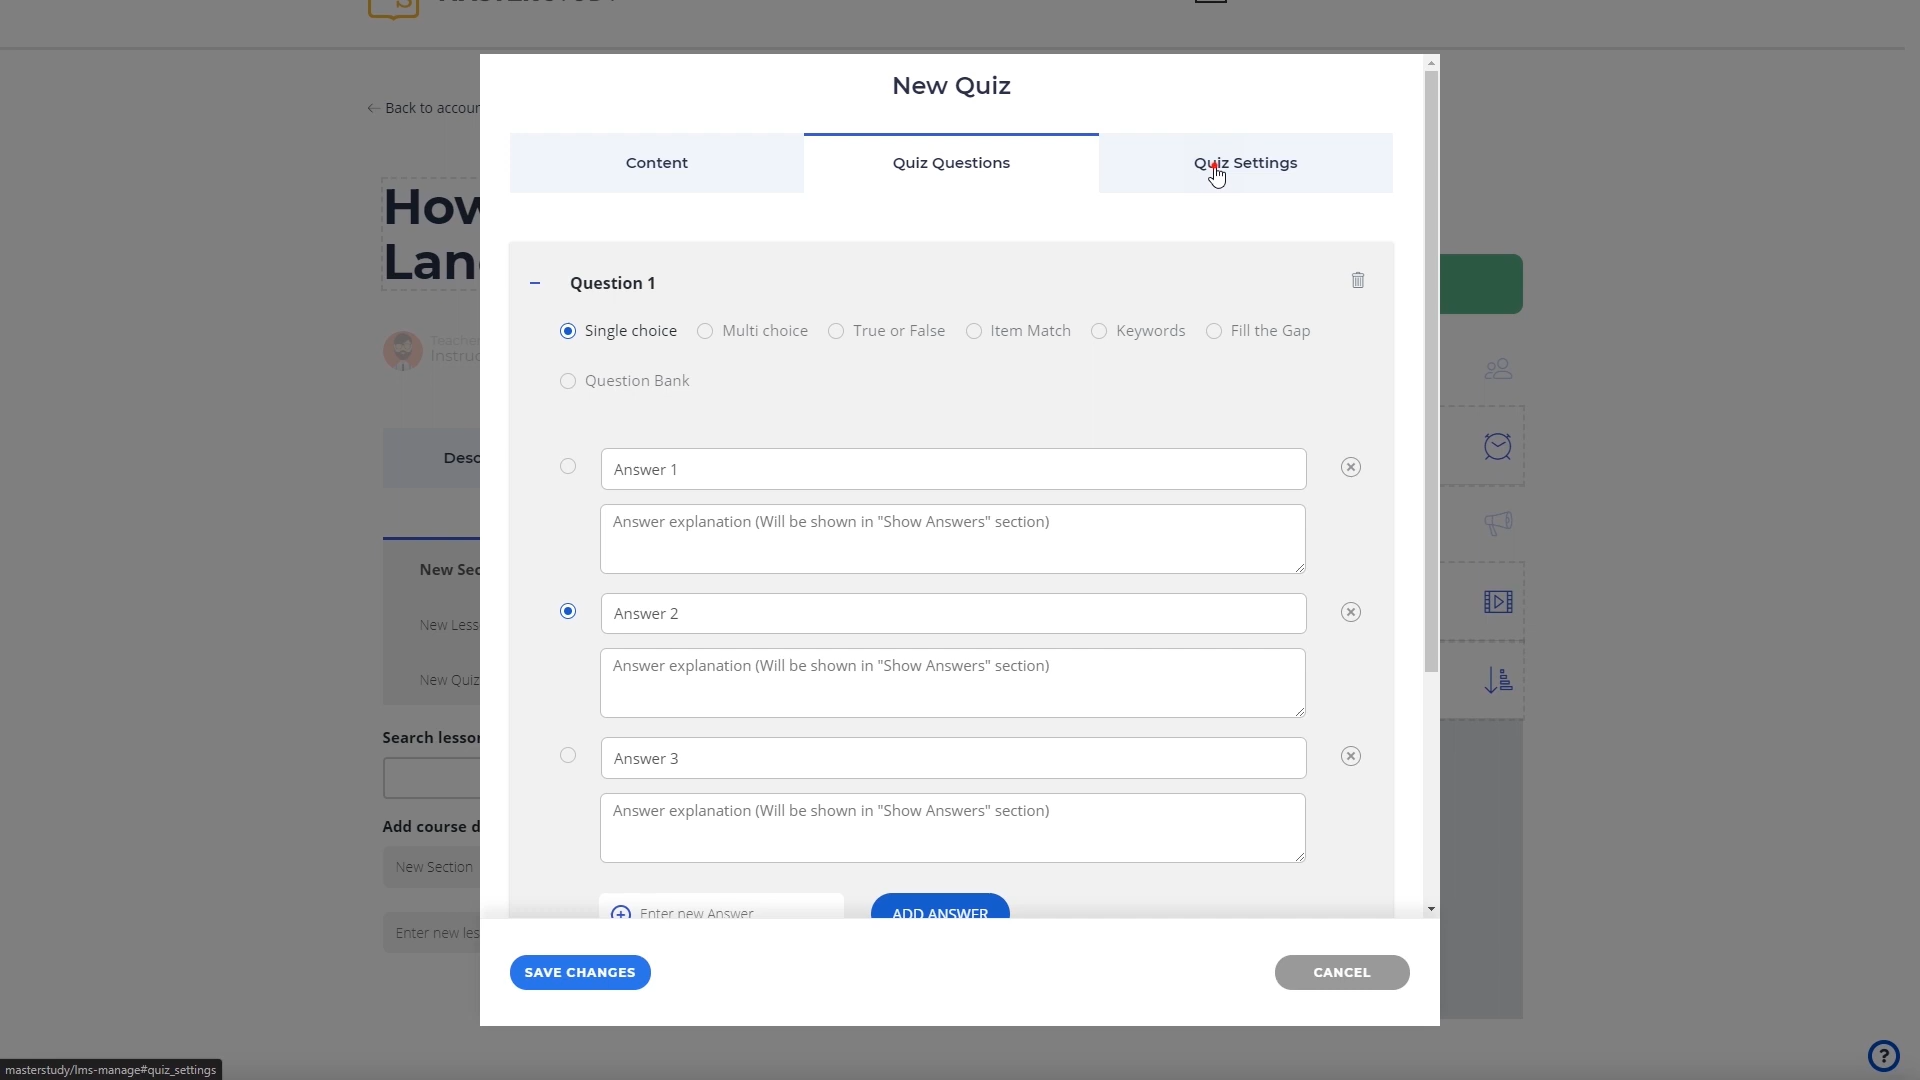 ← Back to accoun
New Quiz
Content
Quiz Questions
Quiz Settings
How
Lan
Question 1
Single choice
Multi choice
True or False
Item Match
Keywords
Fill the Gap
Question Bank
Teacher
Instruc
Desc
Answer 1
Answer explanation (Will be shown in "Show Answers" section)
New Sec
Answer 2
New Less
Answer explanation (Will be shown in "Show Answers" section)
New Quiz
Search lesson
Answer 3
Answer explanation (Will be shown in "Show Answers" section)
Add course d
New Section
Enter new Answer
ADD ANSWER
Enter new les
SAVE CHANGES
CANCEL
?
masterstudy/lms-manage#quiz_settings